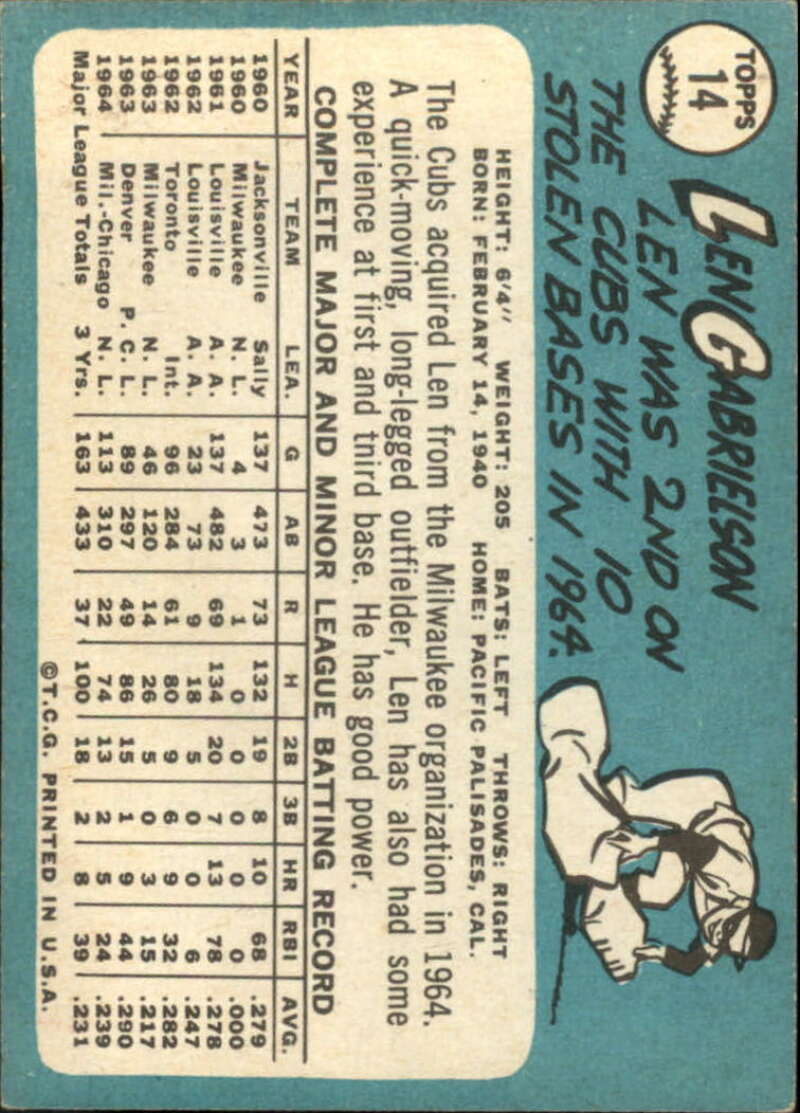 TOPPS
14
LEN GABRIELSON
LEN WAS 2ND ON
THE CUBS WITH 10
STOLEN BASES IN 1964.
HEIGHT: 6'4" WEIGHT: 205 BATS: LEFT THROWS: RIGHT
BORN: FEBRUARY 14, 1940 HOME: PACIFIC PALISADES, CAL.
The Cubs acquired Len from the Milwaukee organization in 1964.
A quick-moving, long-legged outfielder, Len has also had some
experience at first and third base. He has good power.
COMPLETE MAJOR AND MINOR LEAGUE BATTING RECORD
YEAR TEAM LEA. G AB R H 2B 3B HR RBI AVG.
1960 Jacksonville Sally 137 473 73 132 19 8 10 68 .279
1960 Milwaukee N. L. 4 3 1 0 0 0 0 0 .000
1961 Louisville A. A. 137 482 69 134 20 7 13 78 .278
1962 Louisville A. A. 23 73 9 18 5 0 0 6 .247
1962 Toronto Int. 96 284 61 80 9 6 9 32 .282
1963 Milwaukee N. L. 46 120 14 26 5 0 3 15 .217
1963 Denver P. C. L. 89 297 49 86 15 1 9 44 .290
1964 Mil.-Chicago N. L. 113 310 22 74 13 2 5 24 .239
Major League Totals 3 Yrs. 163 433 37 100 18 2 8 39 .231
©T.C.G. PRINTED IN U.S.A.